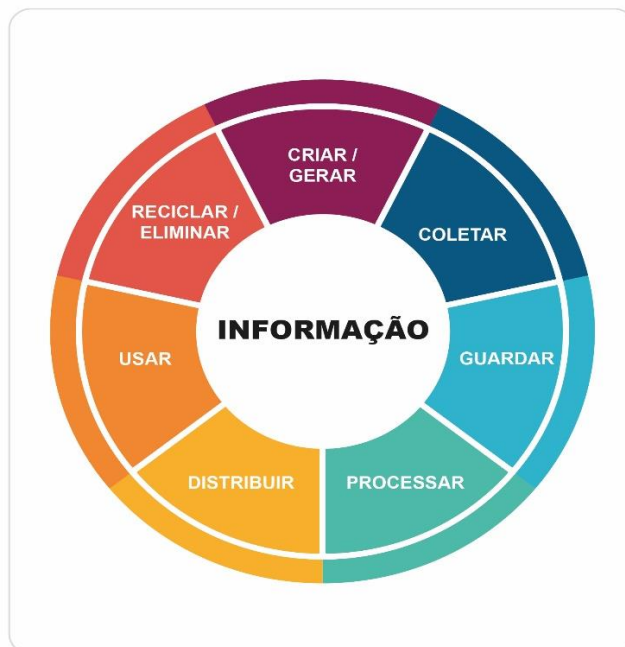 CRIAR /
GERAR
COLETAR
GUARDAR
PROCESSAR
DISTRIBUIR
USAR
RECICLAR /
ELIMINAR
INFORMAÇÃO